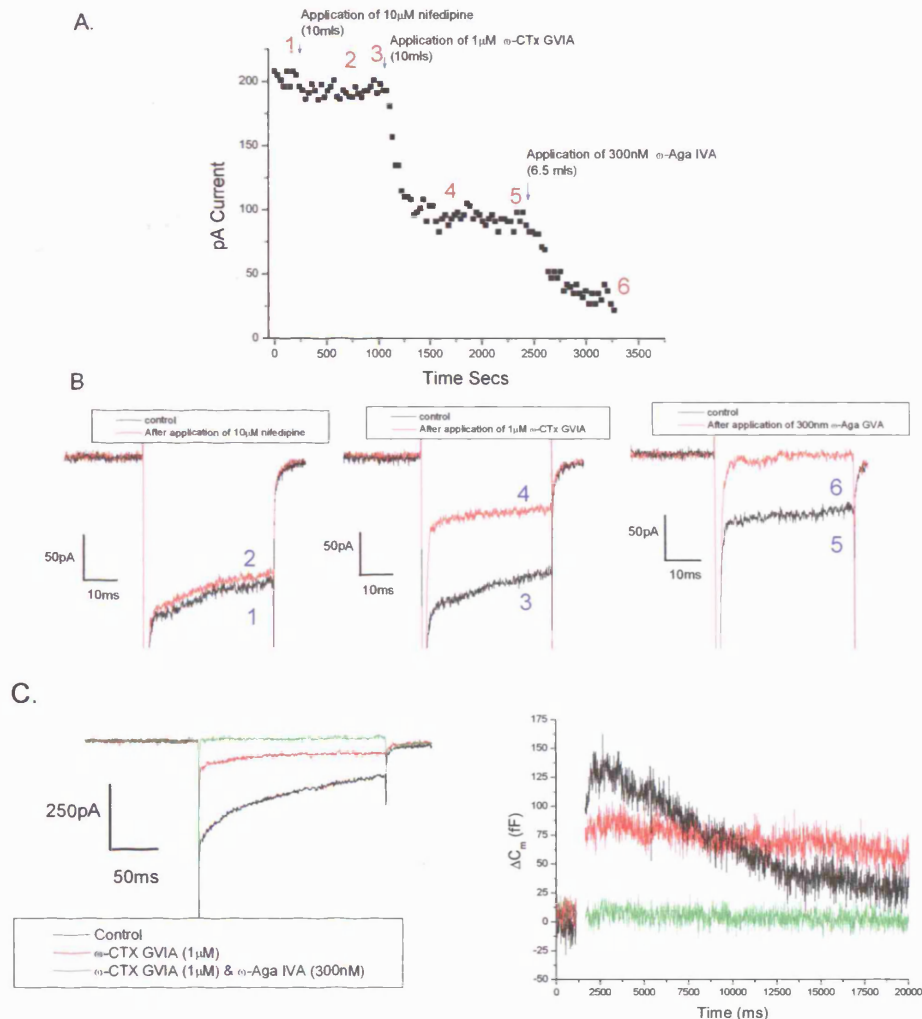 A.
Application of 10μM nifedipine
(10mls)
Application of 1μM ω-CTx GVIA
(10mls)
Application of 300nM ω-Aga IVA
(6.5 mls)
1
2
3
4
5
6
200
150
100
50
0
pA Current
0
500
1000
1500
2000
2500
3000
3500
Time Secs
B
control
After application of 10μM nifedipine
50pA
10ms
2
1
control
After application of 1μM ω-CTx GVIA
50pA
10ms
4
3
control
After application of 300nm ω-Aga GVA
50pA
10ms
6
5
C.
250pA
50ms
Control
ω-CTX GVIA (1μM)
ω-CTX GVIA (1μM) & ω-Aga IVA (300nM)
175
150
125
100
75
50
25
0
-25
-50
ΔCm (fF)
0
2500
5000
7500
10000
12500
15000
17500
20000
Time (ms)